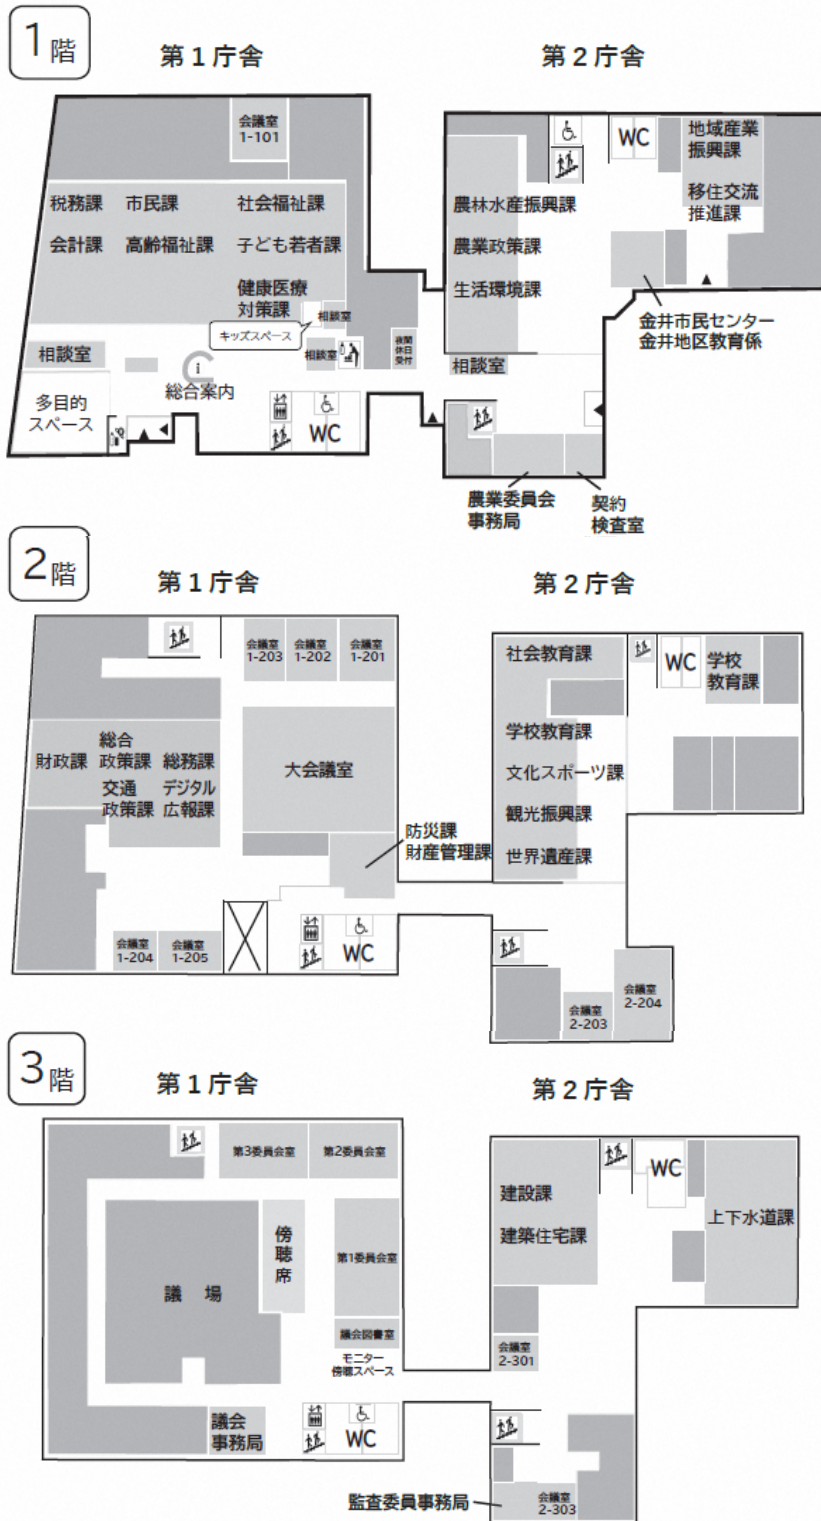 1階
第1庁舎
第2庁舎
会議室
1-101
税務課
市民課
社会福祉課
会計課
高齢福祉課
子ども若者課
健康医療
対策課
相談室
キッズスペース
相談室
相談室
夜間
休日
受付
i
総合案内
多目的
スペース
WC
WC
地域産業
振興課
移住交流
推進課
農林水産振興課
農業政策課
生活環境課
金井市民センター
金井地区教育係
相談室
農業委員会
事務局
契約
検査室
2階
第1庁舎
第2庁舎
会議室
1-203
会議室
1-202
会議室
1-201
財政課
総合
政策課
総務課
交通
政策課
デジタル
広報課
大会議室
防災課
財産管理課
会議室
1-204
会議室
1-205
WC
社会教育課
WC
学校
教育課
学校教育課
文化スポーツ課
観光振興課
世界遺産課
会議室
2-203
会議室
2-204
3階
第1庁舎
第2庁舎
第3委員会室
第2委員会室
傍聴席
議場
第1委員会室
議会図書室
モニター
傍聴スペース
議会
事務局
WC
建設課
建築住宅課
WC
上下水道課
会議室
2-301
監査委員事務局
会議室
2-303